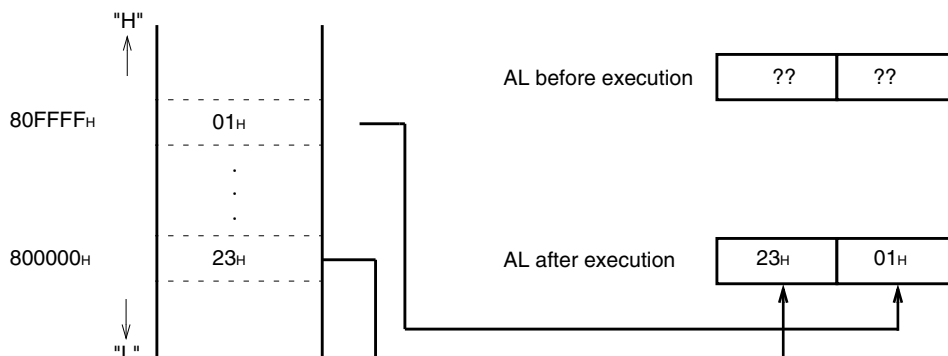 "H"
AL before execution ?? ??
80FFFFH 01H
.
.
.
800000H 23H
AL after execution 23H 01H
"L"